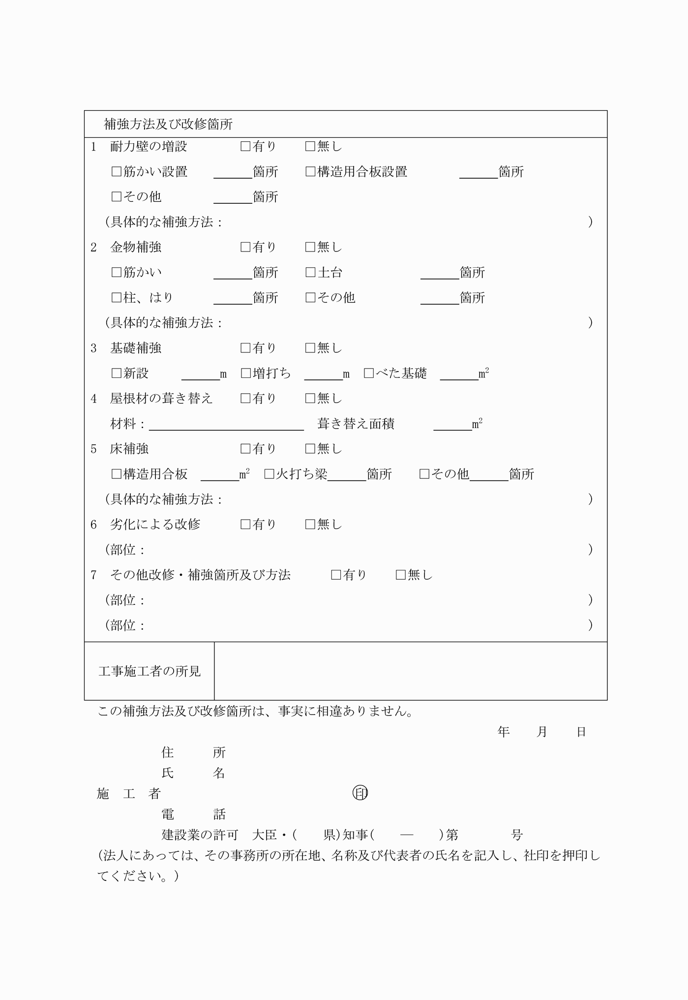 補強方法及び改修箇所
1　耐力壁の増設　　　　□有り　　□無し
□筋かい設置　　______箇所　　□構造用合板設置　　　　______箇所
□その他　　　　______箇所
（具体的な補強方法：　　　　　　　　　　　　　　　　　　　　　　　　　　　　）
2　金物補強　　　　　　□有り　　□無し
□筋かい　　　　______箇所　　□土台　　　　　　______箇所
□柱、はり　　　______箇所　　□その他　　　　　______箇所
（具体的な補強方法：　　　　　　　　　　　　　　　　　　　　　　　　　　　　）
3　基礎補強　　　　　　□有り　　□無し
□新設　　______m　□増打ち　______m　□べた基礎　______m²
4　屋根材の葺き替え　　□有り　　□無し
材料：________________________　葺き替え面積　　　______m²
5　床補強　　　　　　　□有り　　□無し
□構造用合板　______m²　□火打ち梁______箇所　　□その他______箇所
（具体的な補強方法：　　　　　　　　　　　　　　　　　　　　　　　　　　　　）
6　劣化による改修　　　□有り　　□無し
（部位：　　　　　　　　　　　　　　　　　　　　　　　　　　　　　　　　　　）
7　その他改修・補強箇所及び方法　　　□有り　　□無し
（部位：　　　　　　　　　　　　　　　　　　　　　　　　　　　　　　　　　　）
（部位：　　　　　　　　　　　　　　　　　　　　　　　　　　　　　　　　　　）
工事施工者の所見
この補強方法及び改修箇所は、事実に相違ありません。
年　　月　　日
住　　　所
氏　　　名
施　工　者　　　　　　　　　　　　　　　㊞
電　　　話
建設業の許可　大臣・（　　県）知事（　　―　　）第　　　　号
（法人にあっては、その事務所の所在地、名称及び代表者の氏名を記入し、社印を押印し
てください。）